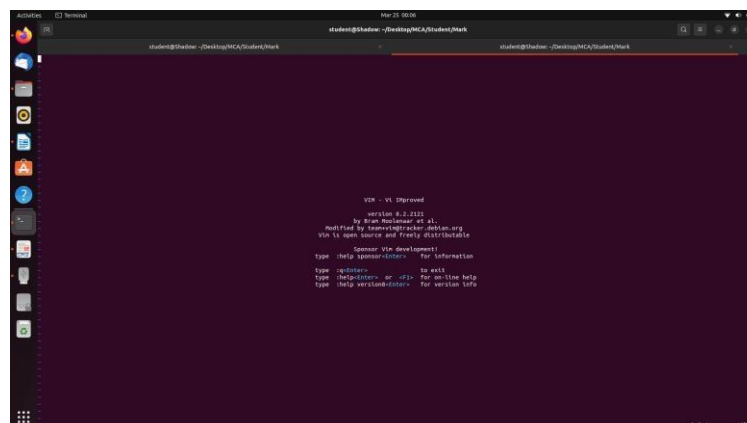 Activities Terminal Mar 25 00:06
student@Shadow: ~/Desktop/MCA/Student/Mark
student@Shadow: ~/Desktop/MCA/Student/Mark student@Shadow: ~/Desktop/MCA/Student/Mark
VIM - Vi IMproved
version 8.2.2121
by Bram Moolenaar et al.
Modified by team+vim@tracker.debian.org
Vim is open source and freely distributable
Sponsor Vim development!
type :help sponsor<Enter> for information
type :q<Enter> to exit
type :help<Enter> or <F1> for on-line help
type :help version8<Enter> for version info